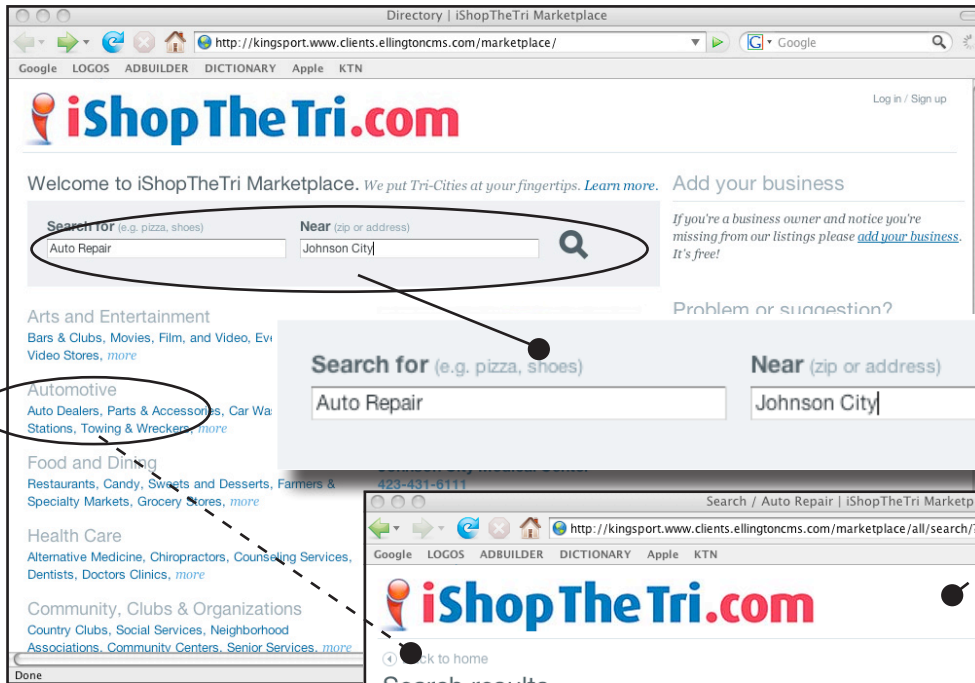 Directory | iShopTheTri Marketplace
http://kingsport.www.clients.ellingtoncms.com/marketplace/
Google
Google LOGOS ADBUILDER DICTIONARY Apple KTN
iShopTheTri.com
Log in / Sign up
Welcome to iShopTheTri Marketplace. We put Tri-Cities at your fingertips. Learn more.
Search for (e.g. pizza, shoes)
Near (zip or address)
Auto Repair
Johnson City
Add your business
If you're a business owner and notice you're
missing from our listings please add your business.
It's free!
Problem or suggestion?
Arts and Entertainment
Bars & Clubs, Movies, Film, and Video,
Video Stores, more
Automotive
Auto Dealers, Parts & Accessories, Car
Stations, Towing & Wreckers, more
Food and Dining
Restaurants, Candy, Sweets and Desserts, Farmers &
Specialty Markets, Grocery Stores, more
Health Care
Alternative Medicine, Chiropractors, Counseling Services,
Dentists, Doctors Clinics, more
Community, Clubs & Organizations
Country Clubs, Social Services, Neighborhood
Associations, Community Centers, Senior Services, more
Done
Search for (e.g. pizza, shoes)
Near (zip or address)
Auto Repair
Johnson City
Johnson City Medical Center
423-431-6111
Search / Auto Repair | iShopTheTri Marketp
http://kingsport.www.clients.ellingtoncms.com/marketplace/all/search/?
Google LOGOS ADBUILDER DICTIONARY Apple KTN
iShopTheTri.com
to home
Search results